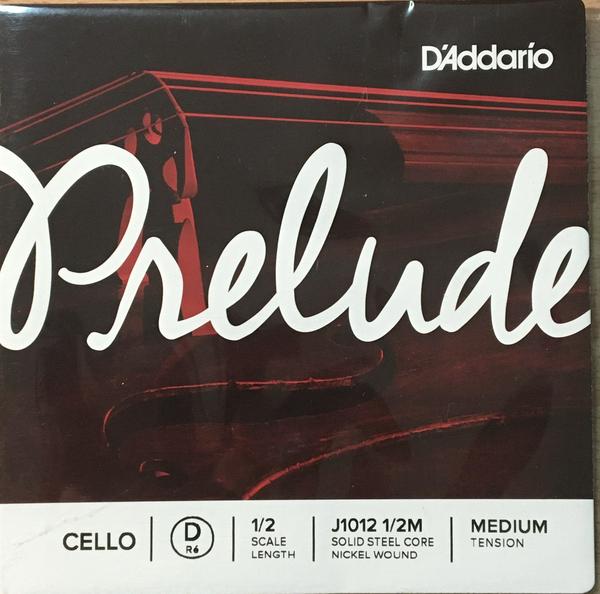 D'Addario
Prelude
CELLO
D
Ré
1/2
SCALE
LENGTH
J1012 1/2M
SOLID STEEL CORE
NICKEL WOUND
MEDIUM
TENSION